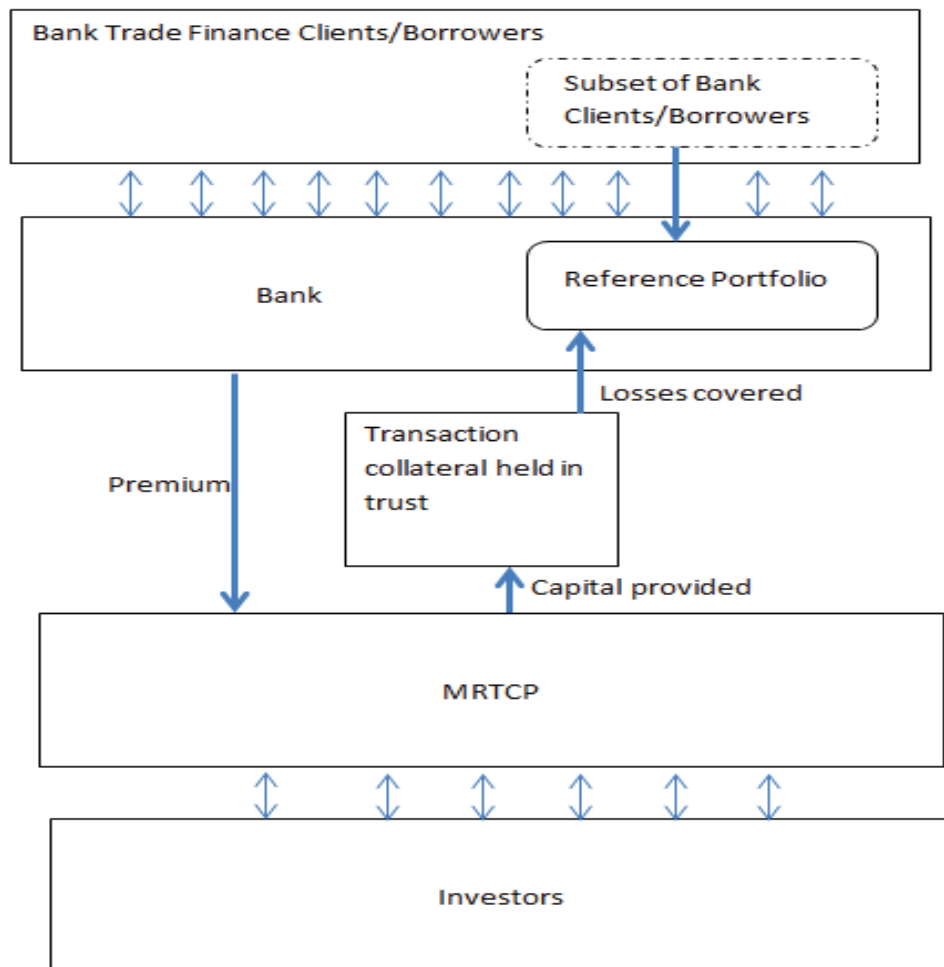 Bank Trade Finance Clients/Borrowers
Subset of Bank
Clients/Borrowers
Reference Portfolio
Bank
Losses covered
Transaction
collateral held in
trust
Premium
Capital provided
MRTCP
Investors